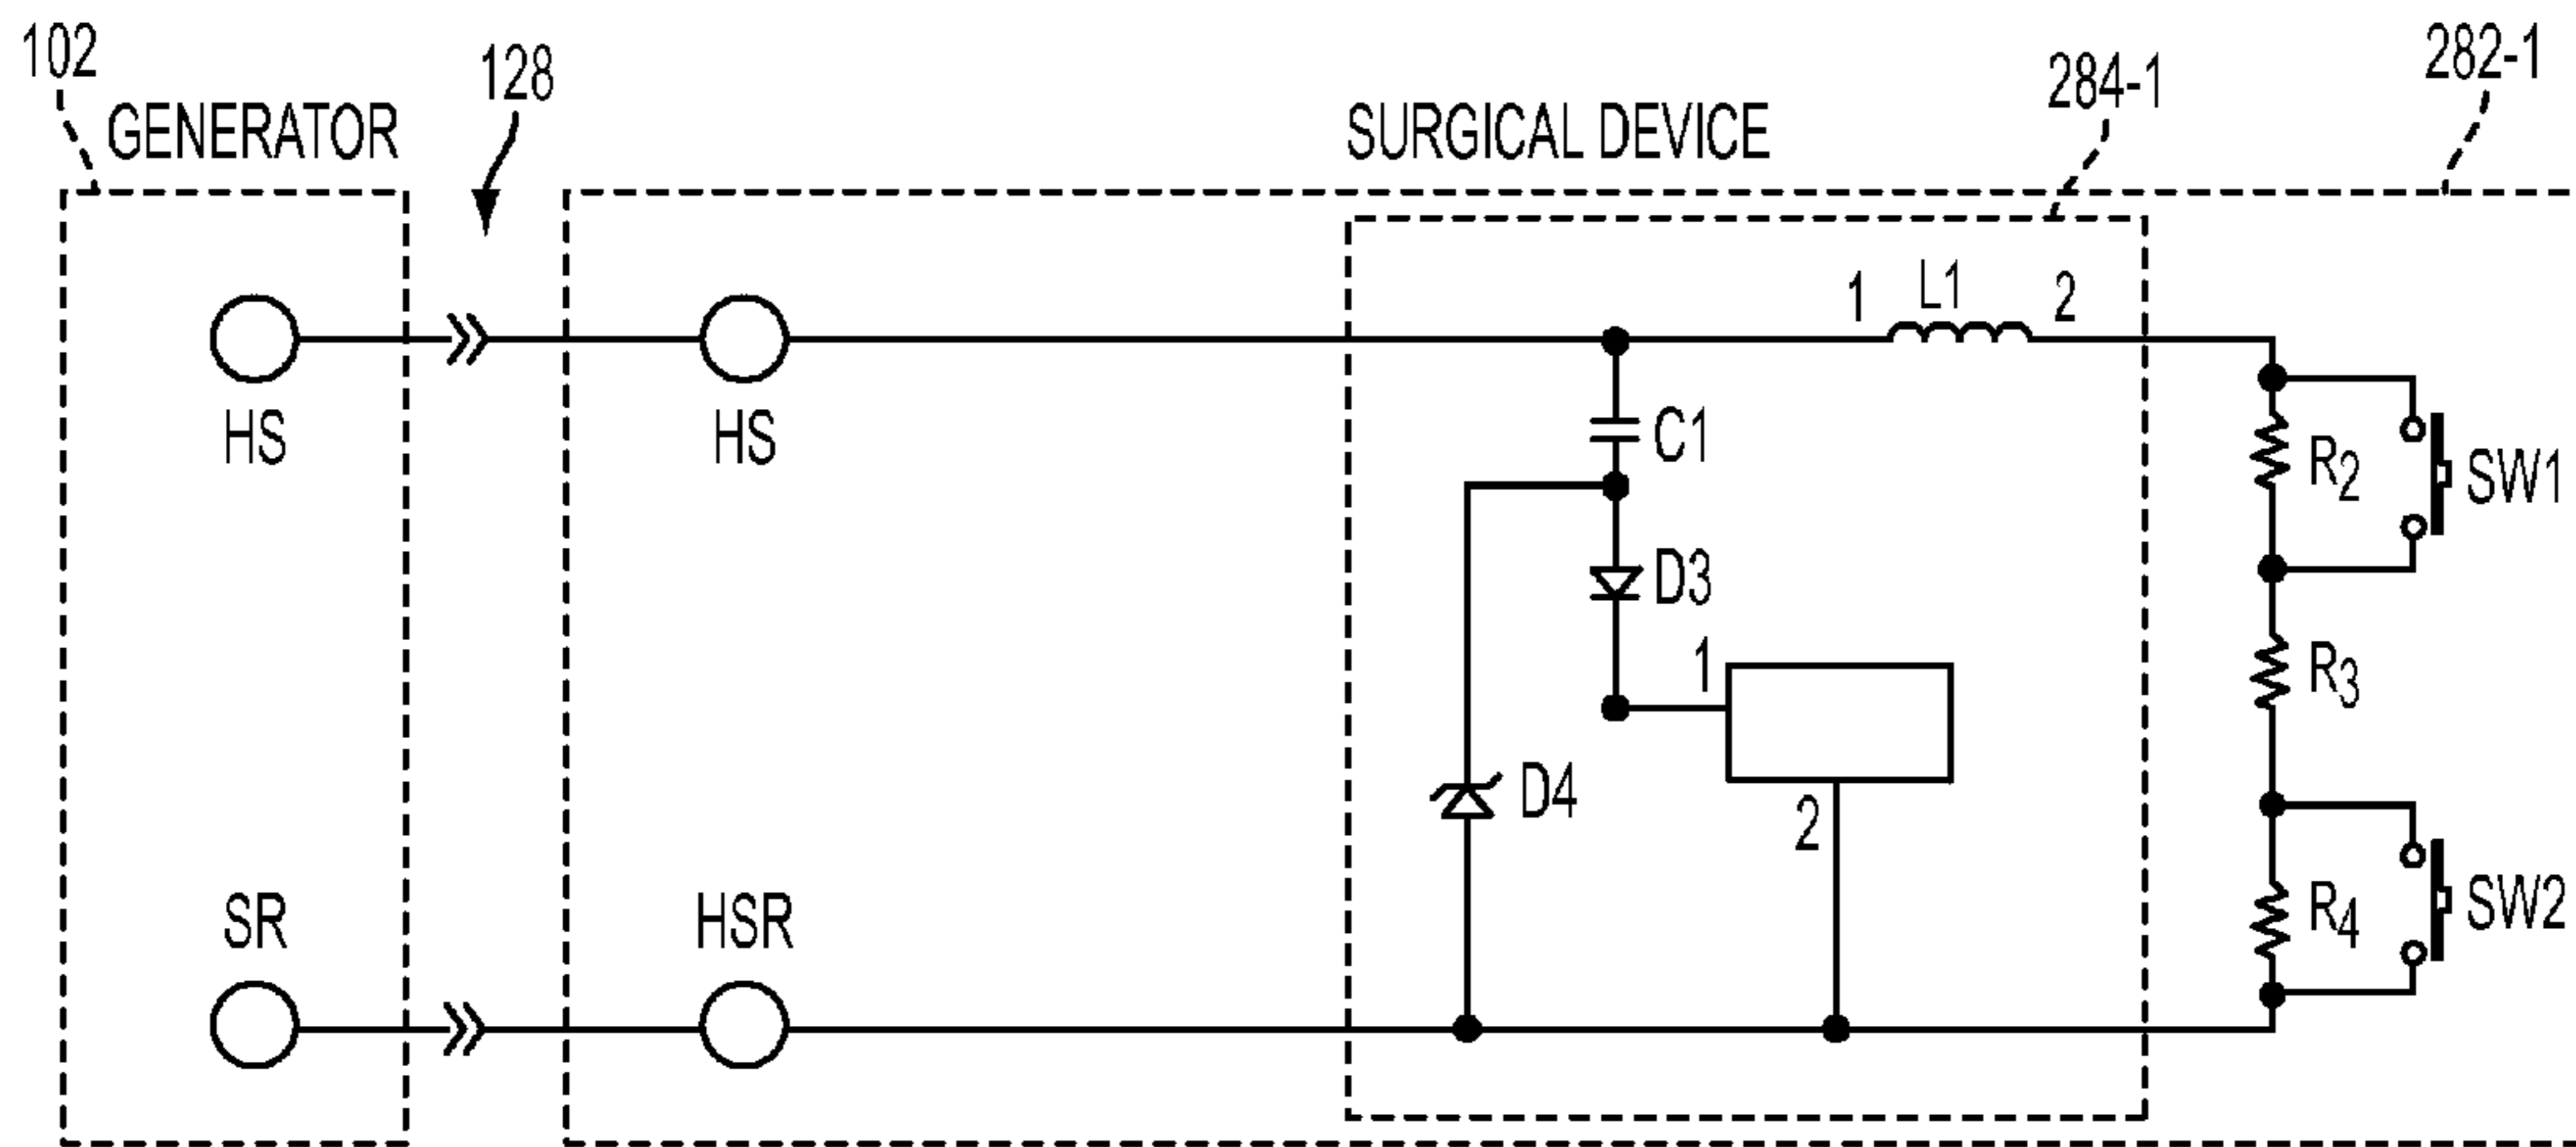 102
GENERATOR
128
SURGICAL DEVICE
284-1
282-1
HS
HS
1
L1
2
C1
R2
SW1
D3
1
R3
D4
2
SR
HSR
R4
SW2